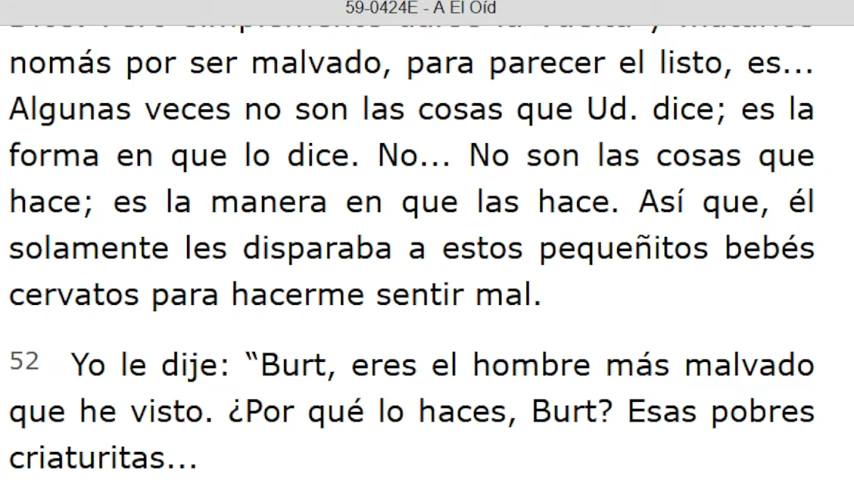 59-0424E - A El Oíd
nomás por ser malvado, para parecer el listo, es...
Algunas veces no son las cosas que Ud. dice; es la
forma en que lo dice. No... No son las cosas que
hace; es la manera en que las hace. Así que, él
solamente les disparaba a estos pequeñitos bebés
cervatos para hacerme sentir mal.
52 Yo le dije: “Burt, eres el hombre más malvado
que he visto. ¿Por qué lo haces, Burt? Esas pobres
criaturitas...